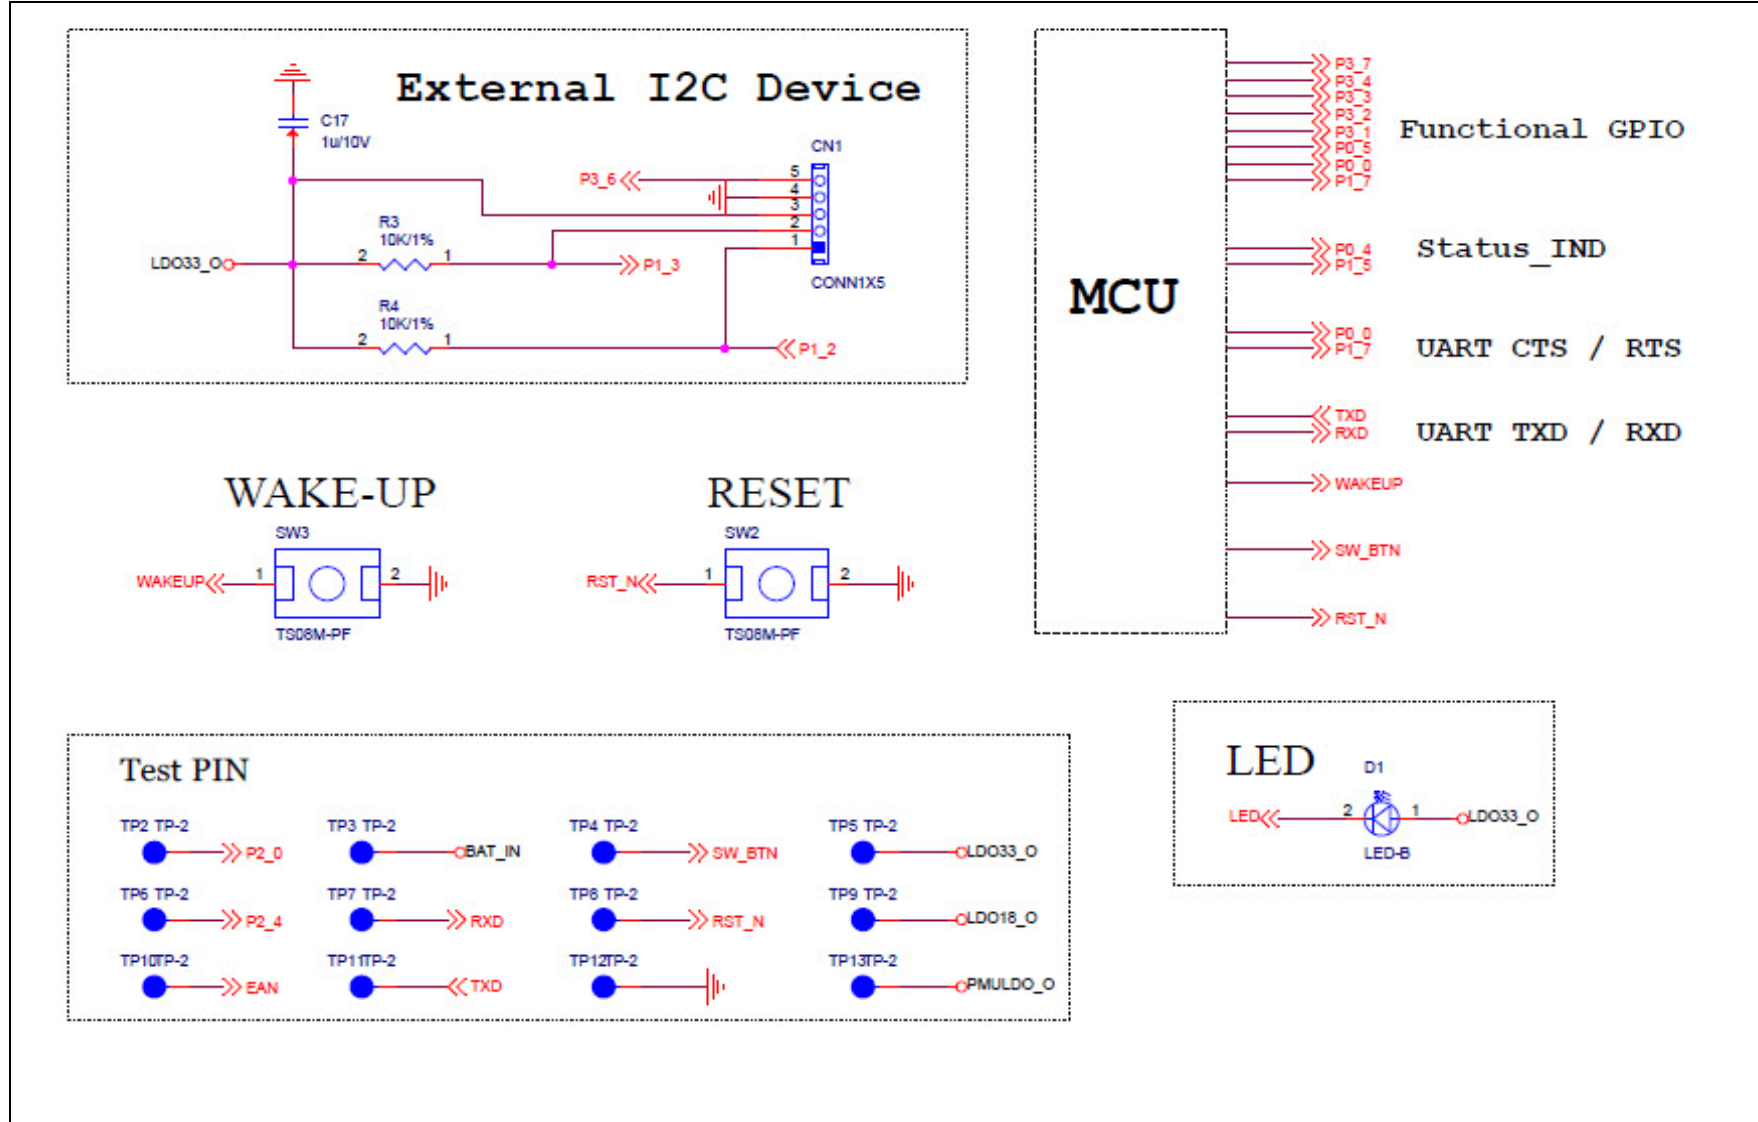 External I2C Device
C17
1u/10V
CN1
P3_6
5
4
3
2
1
R3
10K/1%
LDO33_O
2
1
P1_3
CONN1X5
R4
10K/1%
2
1
P1_2
MCU
P3_7
P3_4
P3_3
P3_2
P3_1
P0_5
P0_0
P1_7
Functional GPIO
P0_4
P1_5
Status_IND
P0_0
P1_7
UART CTS / RTS
TXD
RXD
UART TXD / RXD
WAKEUP
SW_BTN
RST_N
WAKE-UP
SW3
WAKEUP
1
2
TS08M-PF
RESET
SW2
RST_N
1
2
TS08M-PF
Test PIN
TP2 TP-2
P2_0
TP3 TP-2
BAT_IN
TP4 TP-2
SW_BTN
TP5 TP-2
LDO33_O
TP6 TP-2
P2_4
TP7 TP-2
RXD
TP8 TP-2
RST_N
TP9 TP-2
LDO18_O
TP10TP-2
EAN
TP11TP-2
TXD
TP12TP-2
TP13TP-2
PMULDO_O
LED
D1
LED
2
1
LDO33_O
LED-B